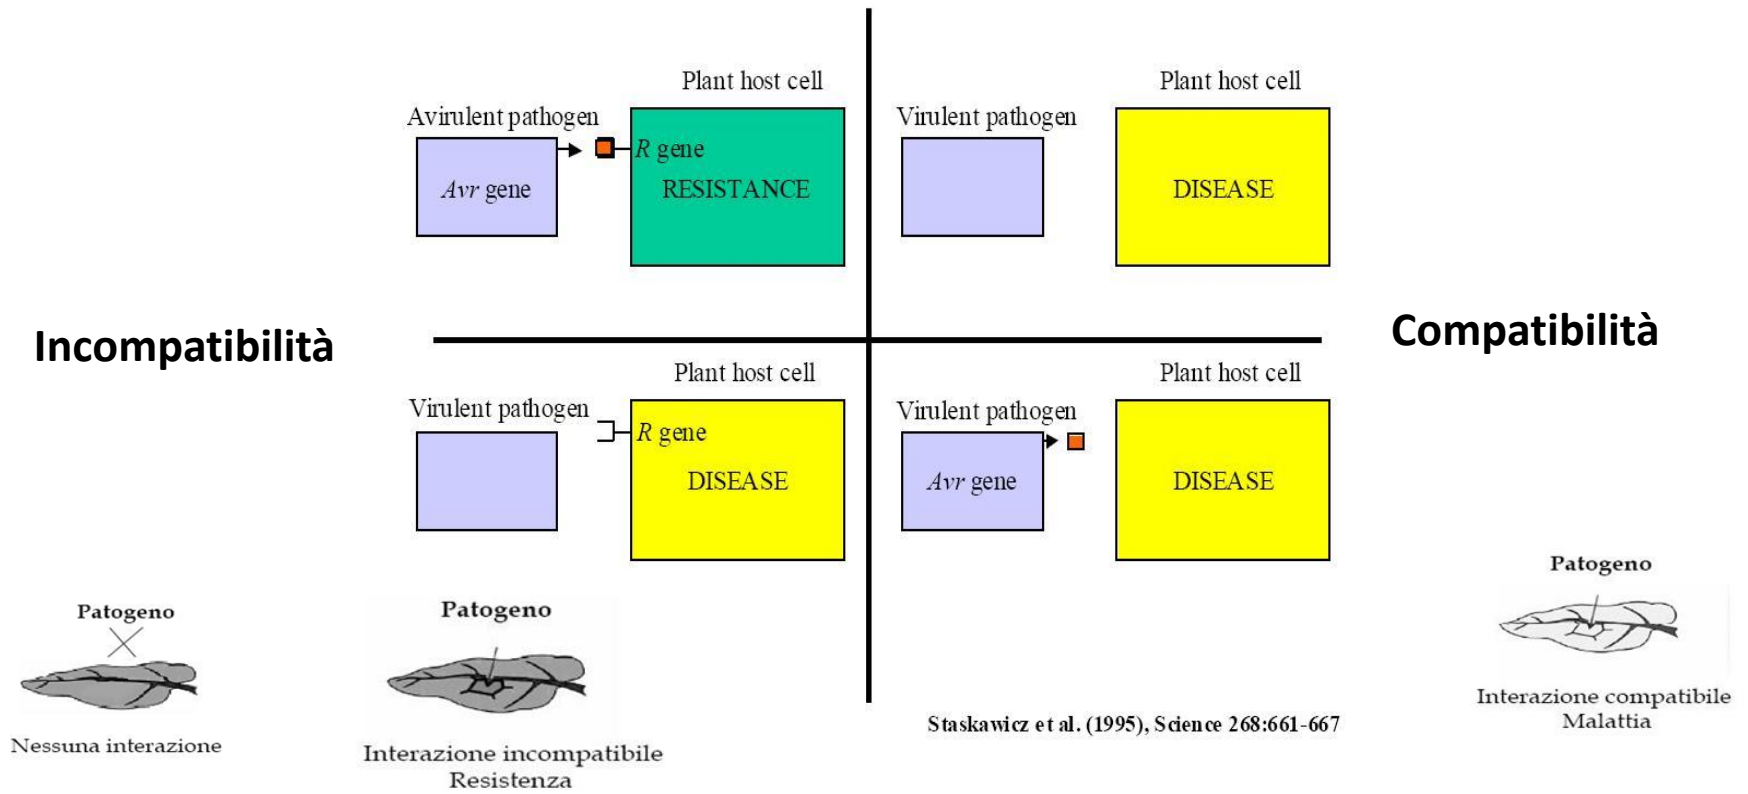 Plant host cell
Avirulent pathogen
Avr gene
R gene
RESISTANCE
Plant host cell
Virulent pathogen
DISEASE
Incompatibilità
Compatibilità
Plant host cell
Virulent pathogen
R gene
DISEASE
Plant host cell
Virulent pathogen
Avr gene
DISEASE
Patogeno
Nessuna interazione
Patogeno
Interazione incompatibile
Resistenza
Staskawicz et al. (1995), Science 268:661-667
Patogeno
Interazione compatibile
Malattia